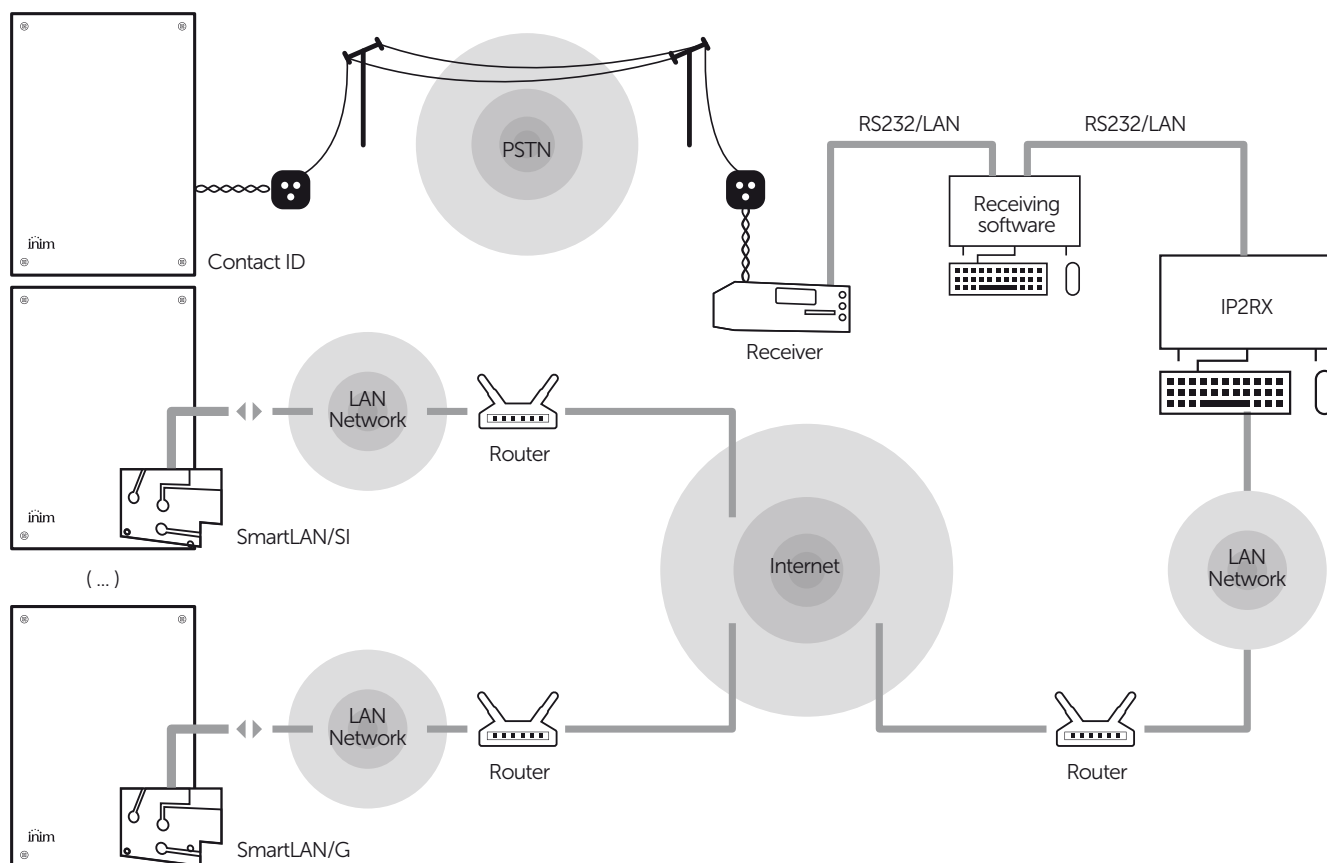 PSTN
RS232/LAN
RS232/LAN
Receiving
software
inim
Contact ID
IP2RX
Receiver
LAN
Network
Router
inim
SmartLAN/SI
( ... )
Internet
LAN
Network
LAN
Network
Router
Router
inim
SmartLAN/G